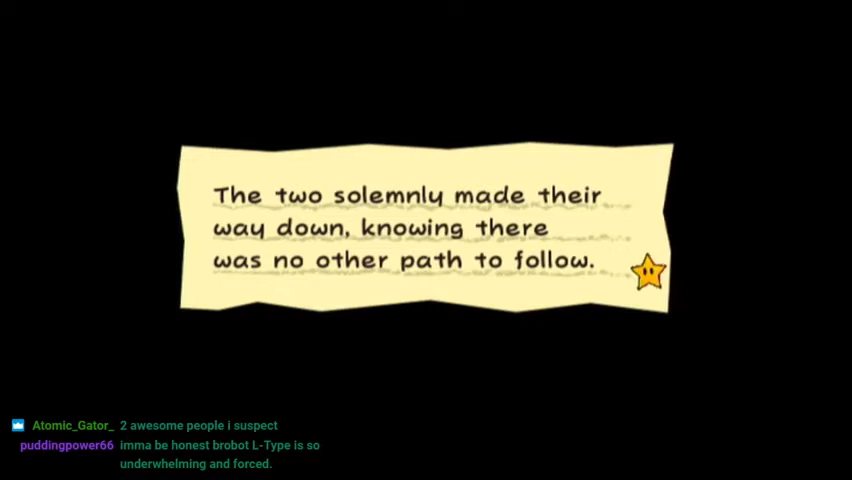 The two solemnly made their
way down, knowing there
was no other path to follow.
Atomic_Gator_ 2 awesome people i suspect
puddingpower66 imma be honest brobot L-Type is so
underwhelming and forced.